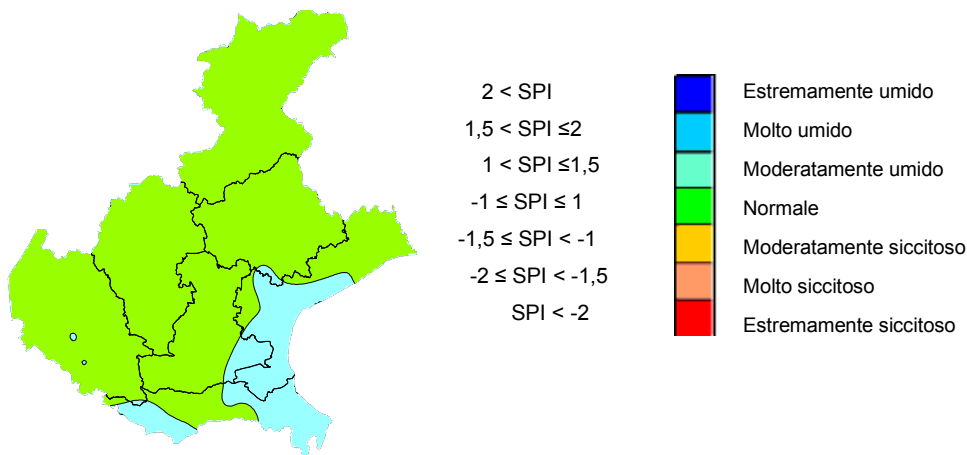 2 < SPI
1,5 < SPI ≤2
1 < SPI ≤1,5
-1 ≤ SPI ≤ 1
-1,5 ≤ SPI < -1
-2 ≤ SPI < -1,5
SPI < -2
Estremamente umido
Molto umido
Moderatamente umido
Normale
Moderatamente siccitoso
Molto siccitoso
Estremamente siccitoso